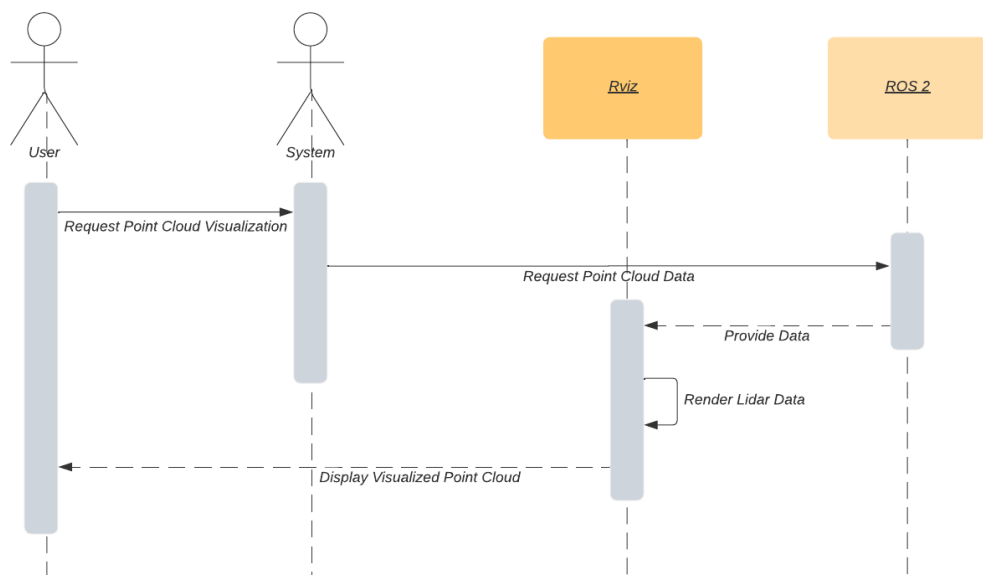 User
System
Rviz
ROS 2
Request Point Cloud Visualization
Request Point Cloud Data
Provide Data
Render Lidar Data
Display Visualized Point Cloud